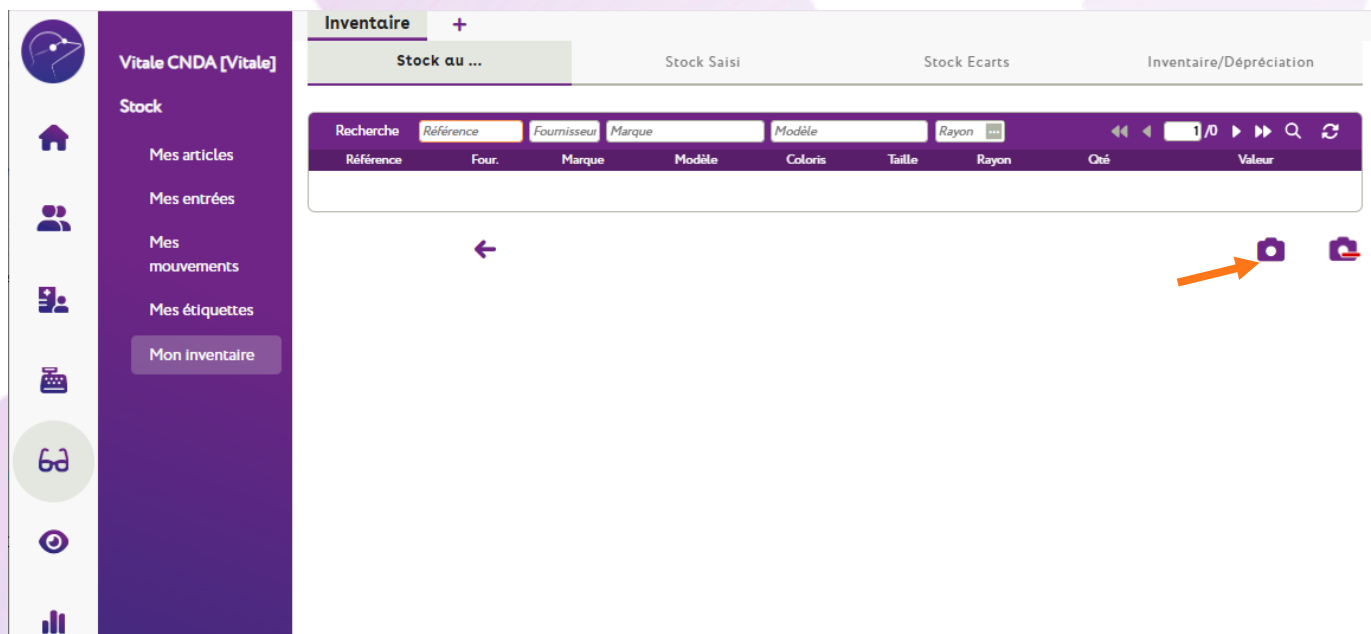 Inventaire +
Vitale CNDA [Vitale]
Stock
Mes articles
Mes entrées
Mes
mouvements
Mes étiquettes
Mon inventaire
Stock au ... Stock Saisi Stock Ecarts Inventaire/Dépréciation
Recherche Référence Fournisseur Marque Modèle Rayon ... 1 /0
Référence Four. Marque Modèle Coloris Taille Rayon Qté Valeur